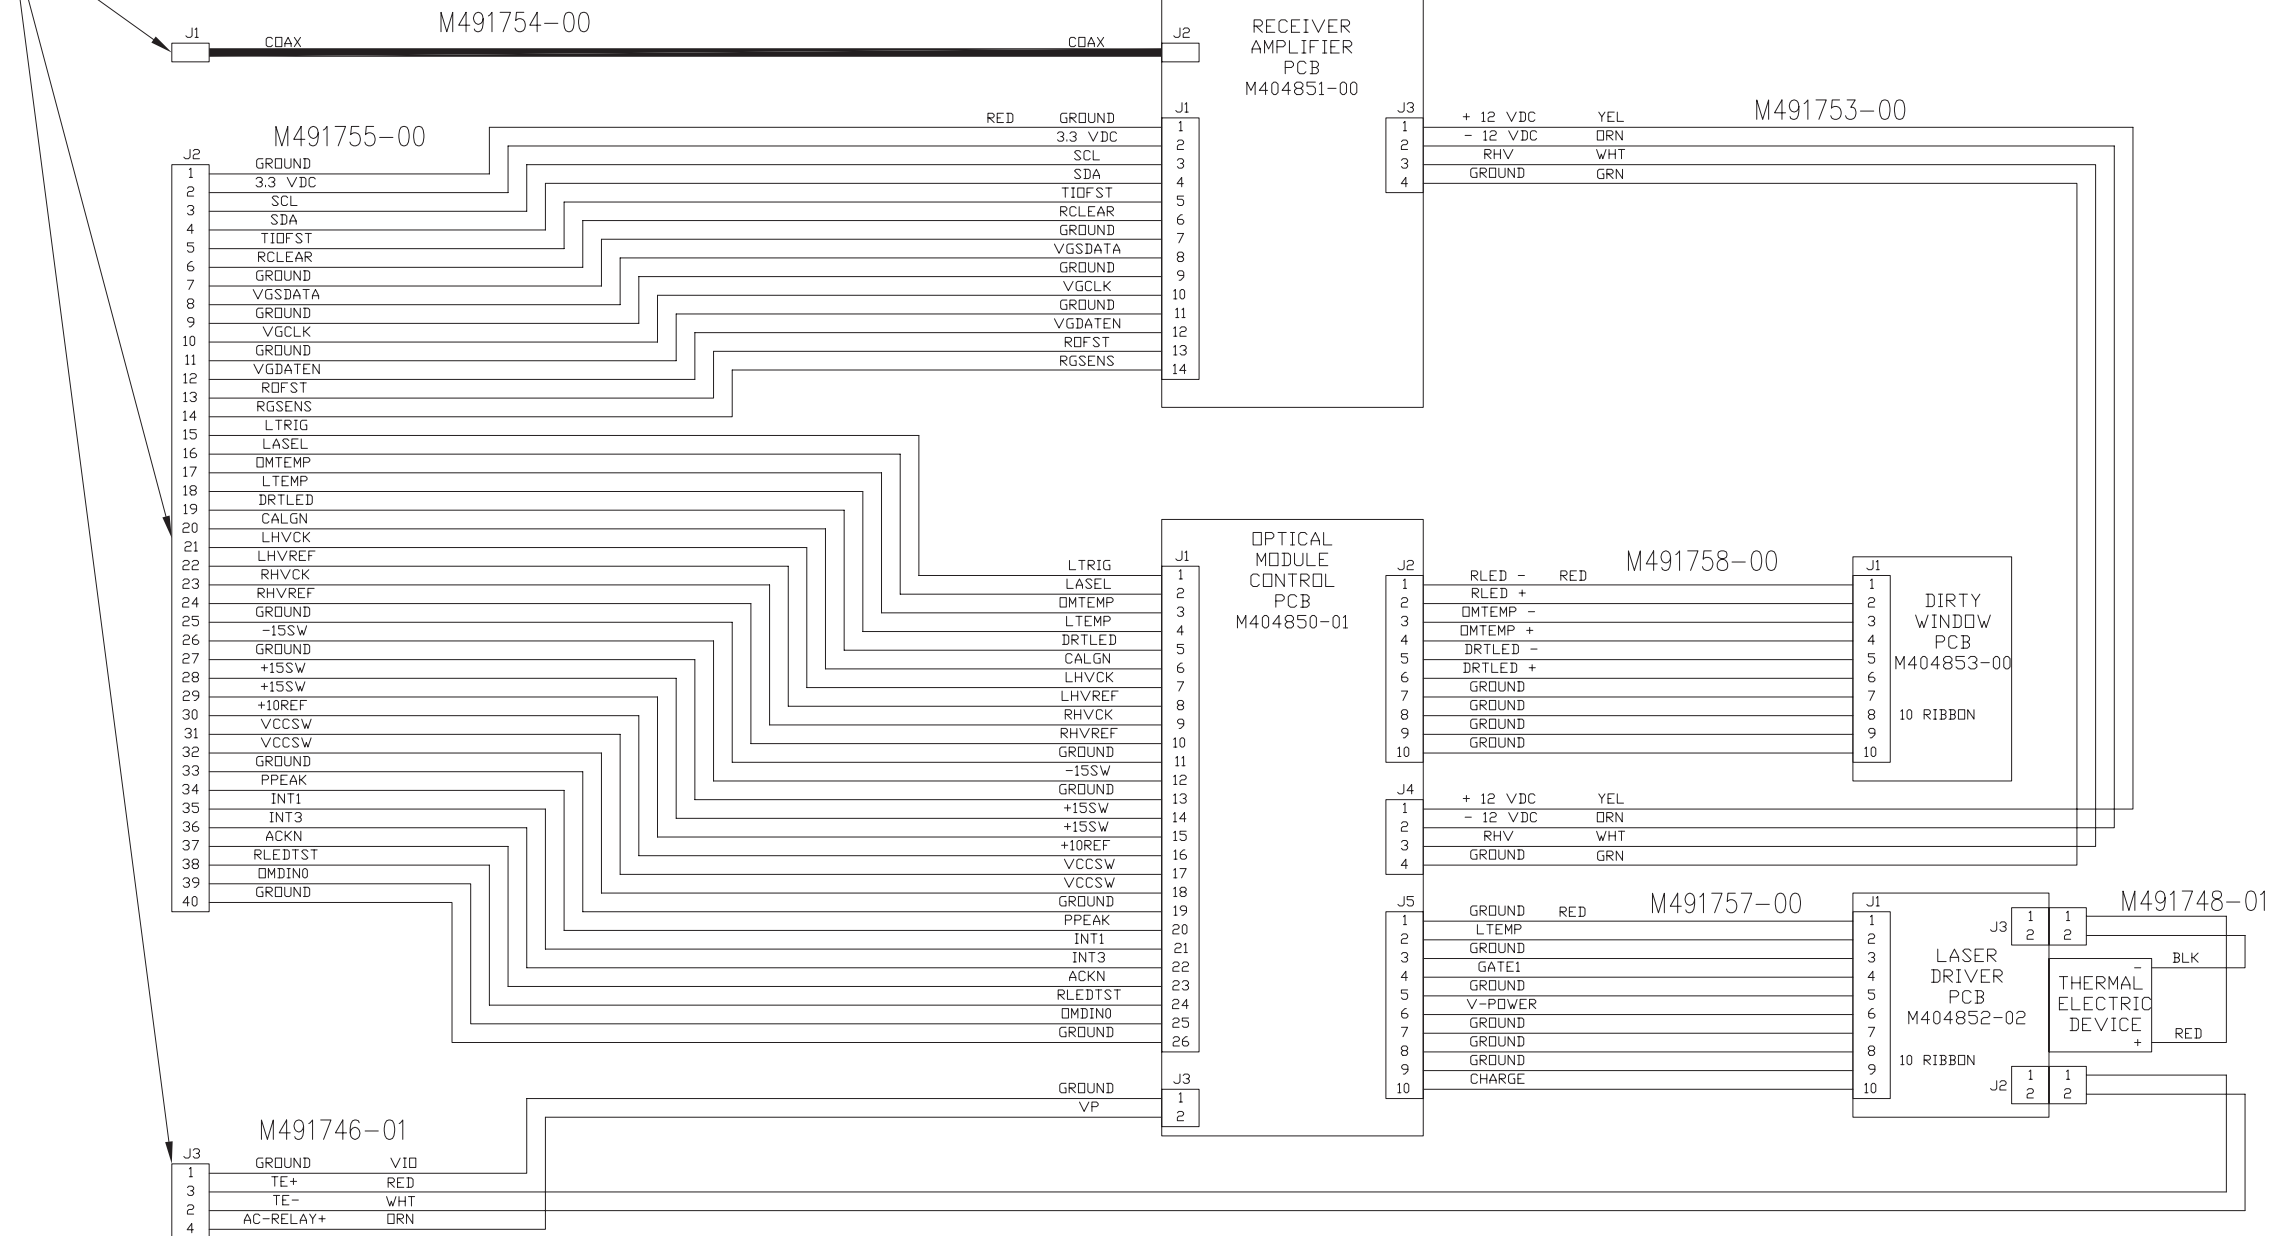 M491754-00
J1
COAX
COAX
J2
RECEIVER
AMPLIFIER
PCB
M404851-00
M491755-00
J2
GROUND
1
3.3 VDC
2
SCL
3
SDA
4
TIOFST
5
RCLEAR
6
GROUND
7
VGSDATA
8
GROUND
9
VGCLK
10
GROUND
11
VGDATEN
12
ROFST
13
RGSENS
14
LTRIG
15
LASEL
16
OMTEMP
17
LTEMP
18
DRTLED
19
CALGN
20
LHVCK
21
LHVREF
22
RHVCK
23
RHVREF
24
GROUND
25
-15SW
26
GROUND
27
+15SW
28
+15SW
29
+10REF
30
VCCSW
31
VCCSW
32
GROUND
33
PPEAK
34
INT1
35
INT3
36
ACKN
37
RLEDTST
38
OMDIN0
39
GROUND
40
J1
RED GROUND
1
3.3 VDC
2
SCL
3
SDA
4
TIOFST
5
RCLEAR
6
GROUND
7
VGSDATA
8
GROUND
9
VGCLK
10
GROUND
11
VGDATEN
12
ROFST
13
RGSENS
14
J3
M491753-00
+ 12 VDC YEL
1
- 12 VDC ORN
2
RHV WHT
3
GROUND GRN
4
OPTICAL
MODULE
CONTROL
PCB
M404850-01
J1
LTRIG
1
LASEL
2
OMTEMP
3
LTEMP
4
DRTLED
5
CALGN
6
LHVCK
7
LHVREF
8
RHVCK
9
RHVREF
10
GROUND
11
-15SW
12
GROUND
13
+15SW
14
+15SW
15
+10REF
16
VCCSW
17
VCCSW
18
GROUND
19
PPEAK
20
INT1
21
INT3
22
ACKN
23
RLEDTST
24
OMDIN0
25
GROUND
26
J3
GROUND
1
VP
2
J2
M491758-00
RLED - RED
1 1
RLED +
2 2
OMTEMP -
3 3
OMTEMP +
4 4
DRTLED -
5 5
DRTLED +
6 6
GROUND
7 7
GROUND
8 8
GROUND
9 9
GROUND
10 10
J1
DIRTY
WINDOW
PCB
M404853-00
10 RIBBON
J4
+ 12 VDC YEL
1
- 12 VDC ORN
2
RHV WHT
3
GROUND GRN
4
J5
M491757-00
GROUND RED
1 1
LTEMP
2 2
GROUND
3 3
GATE1
4 4
GROUND
5 5
V-POWER
6 6
GROUND
7 7
GROUND
8 8
GROUND
9 9
CHARGE
10 10
J1
LASER
DRIVER
PCB
M404852-02
10 RIBBON
M491748-01
J3
1 1
2 2
BLK
-
THERMAL
ELECTRIC
DEVICE
+
RED
J2
1 1
2 2
M491746-01
J3
GROUND VIO
1
TE+ RED
3
TE- WHT
2
AC-RELAY+ ORN
4